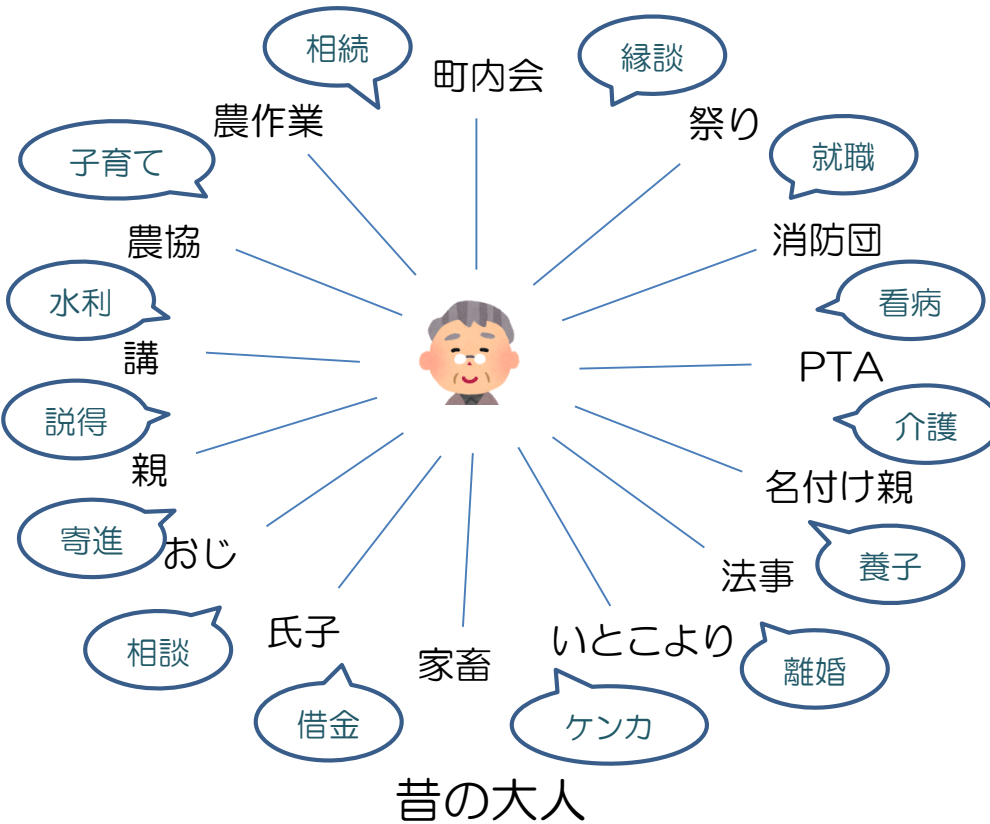 相続
町内会
縁談
農作業
祭り
子育て
就職
農協
消防団
水利
看病
講
PTA
説得
介護
親
名付け親
寄進
おじ
法事
養子
相談
氏子
家畜
いとこより
離婚
借金
ケンカ
昔の大人